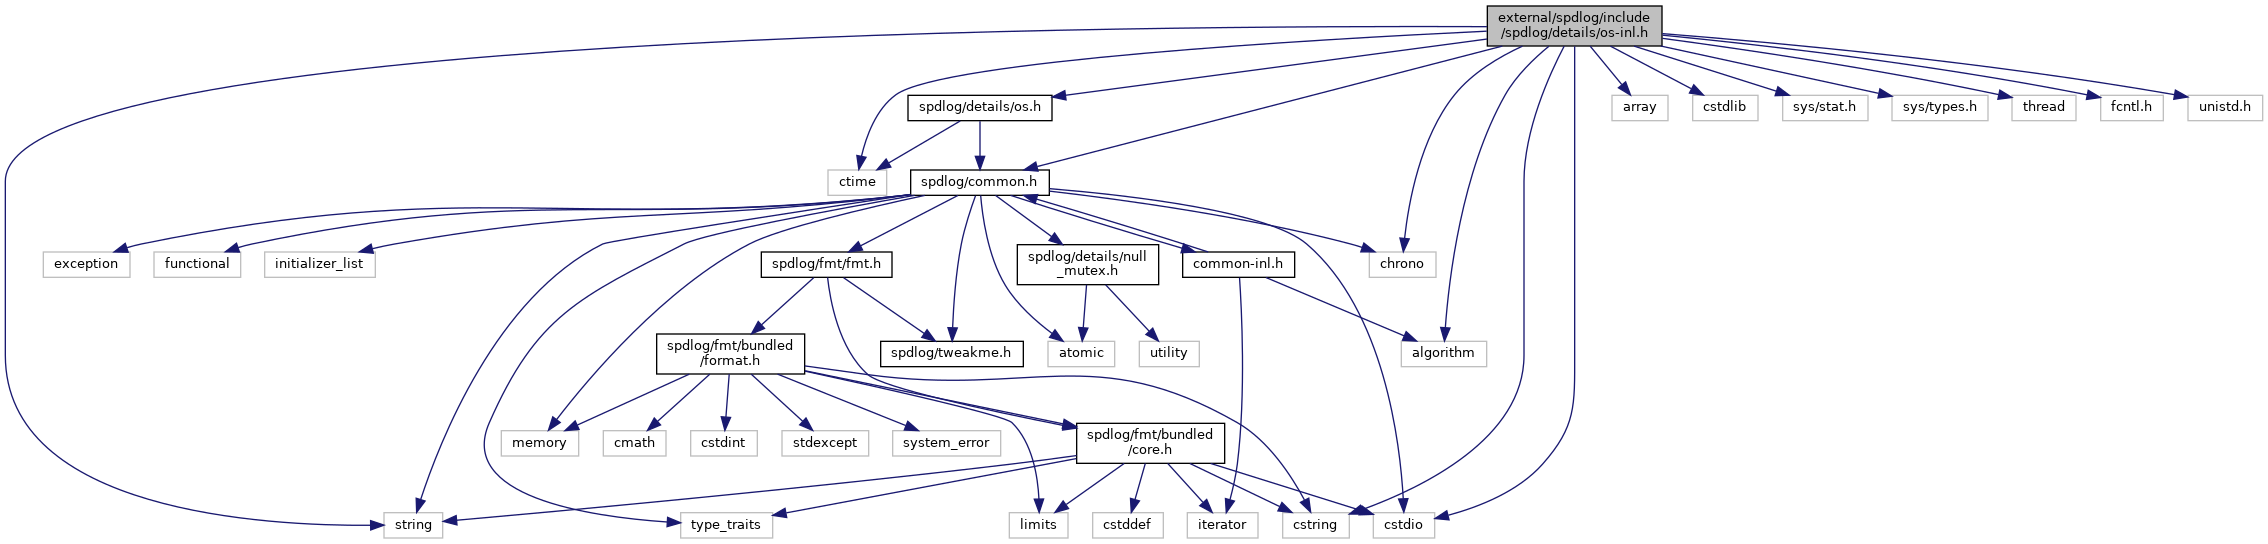 external/spdlog/include
/spdlog/details/os-inl.h
spdlog/details/os.h
array
cstdlib
sys/stat.h
sys/types.h
thread
fcntl.h
unistd.h
ctime
spdlog/common.h
exception
functional
initializer_list
spdlog/fmt/fmt.h
spdlog/details/null
_mutex.h
common-inl.h
chrono
spdlog/fmt/bundled
/format.h
spdlog/tweakme.h
atomic
utility
algorithm
memory
cmath
cstdint
stdexcept
system_error
spdlog/fmt/bundled
/core.h
string
type_traits
limits
cstddef
iterator
cstring
cstdio